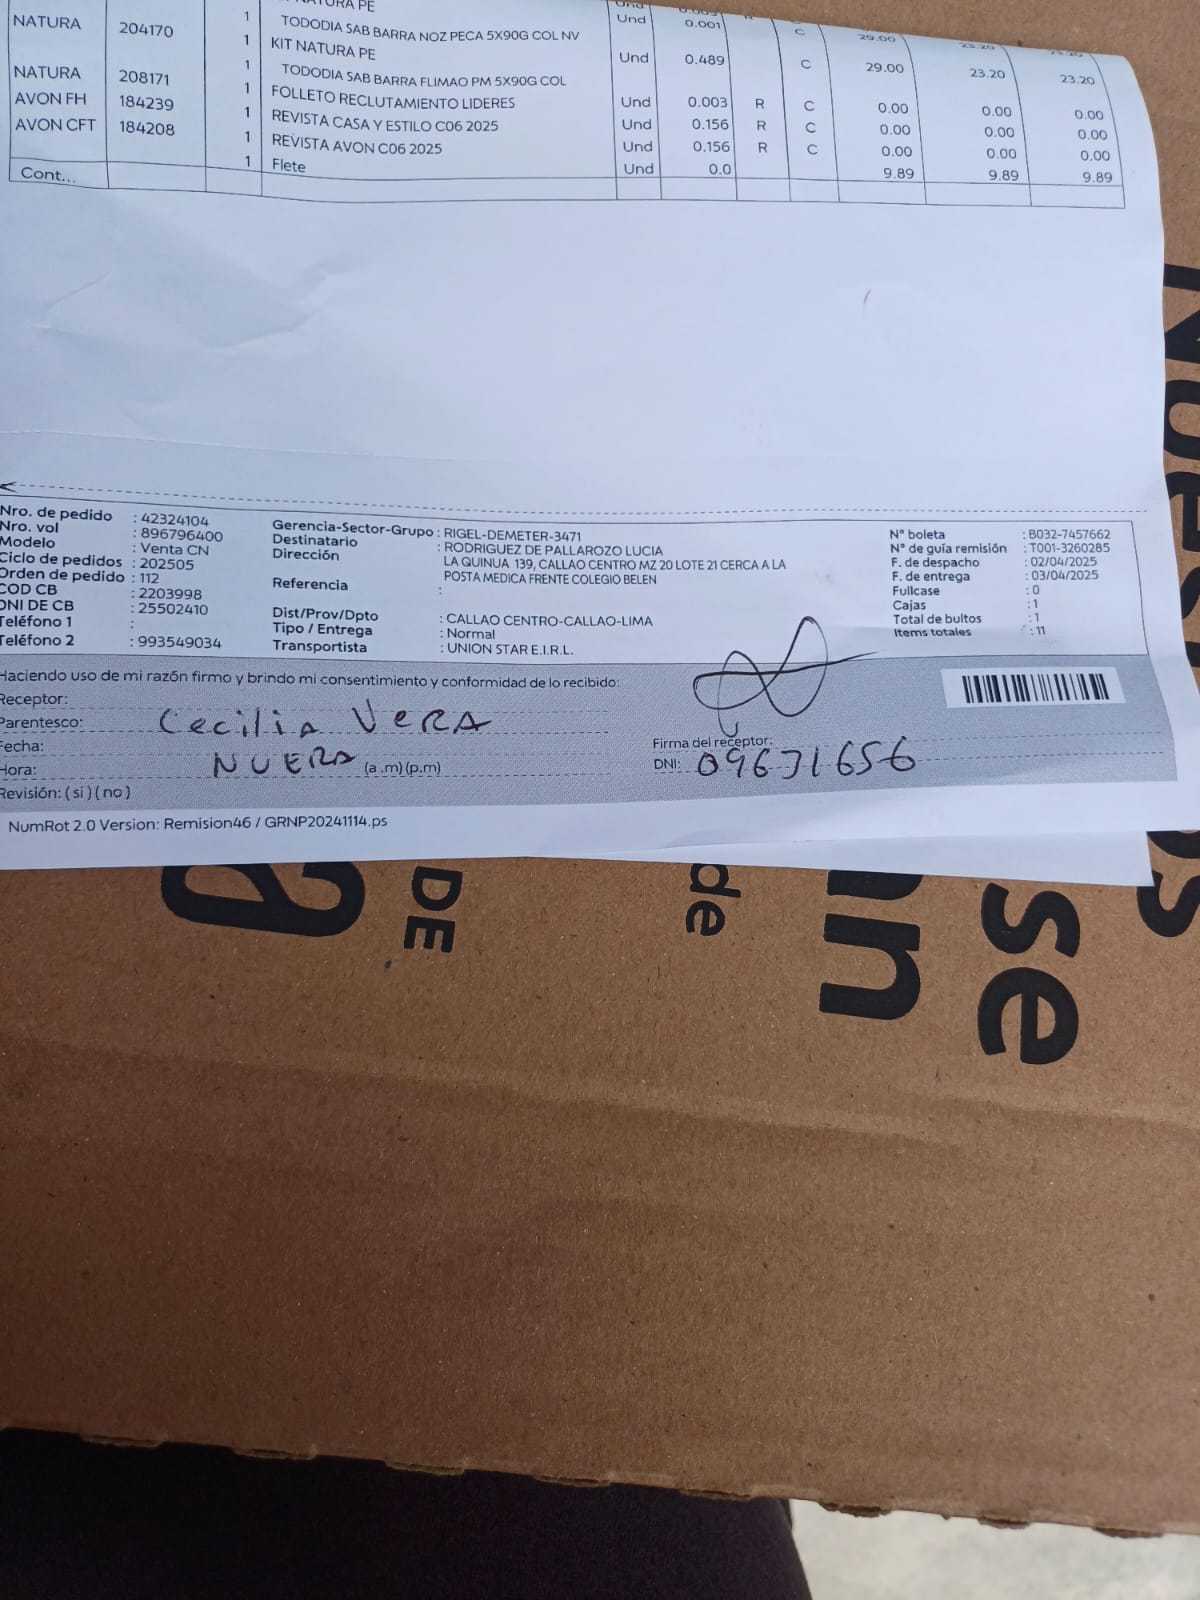 NATURA PE
NATURA 204170 1 TODODIA SAB BARRA NOZ PECA 5X90G COL NV Und 0.001 C 29.00 23.20 23.20
1 KIT NATURA PE Und 0.489 C 29.00 23.20 23.20
NATURA 208171 1 TODODIA SAB BARRA FLIMAO PM 5X90G COL
AVON FH 184239 1 FOLLETO RECLUTAMIENTO LIDERES Und 0.003 R C 0.00 0.00 0.00
AVON CFT 184208 1 REVISTA CASA Y ESTILO C06 2025 Und 0.156 R C 0.00 0.00 0.00
1 REVISTA AVON C06 2025 Und 0.156 R C 0.00 0.00 0.00
Cont... 1 Flete Und 0.0 9.89 9.89 9.89
Nro. de pedido : 42324104
Nro. vol : 896796400
Modelo : Venta CN
Ciclo de pedidos : 202505
Orden de pedido : 112
COD CB : 2203998
DNI DE CB : 25502410
Teléfono 1 :
Teléfono 2 : 993549034
Gerencia-Sector-Grupo : RIGEL-DEMETER-3471
Destinatario : RODRIGUEZ DE PALLAROZO LUCIA
Dirección LA QUINUA 139, CALLAO CENTRO MZ 20 LOTE 21 CERCA A LA
POSTA MEDICA FRENTE COLEGIO BELEN
Referencia :
Dist/Prov/Dpto : CALLAO CENTRO-CALLAO-LIMA
Tipo / Entrega : Normal
Transportista : UNION STAR E.I.R.L.
N° boleta : B032-7457662
N° de guía remisión : T001-3260285
F. de despacho : 02/04/2025
F. de entrega : 03/04/2025
Fullcase : 0
Cajas : 1
Total de bultos : 1
Items totales : 11
Haciendo uso de mi razón firmo y brindo mi consentimiento y conformidad de lo recibido:
Receptor:
Parentesco: Cecilia VERA
Fecha:
Hora: NUERA (a.m)(p.m)
Revisión: ( si ) ( no )
Firma del receptor:
DNI: 09631656
NumRot 2.0 Version: Remision46 / GRNP20241114.ps
DE
de
se